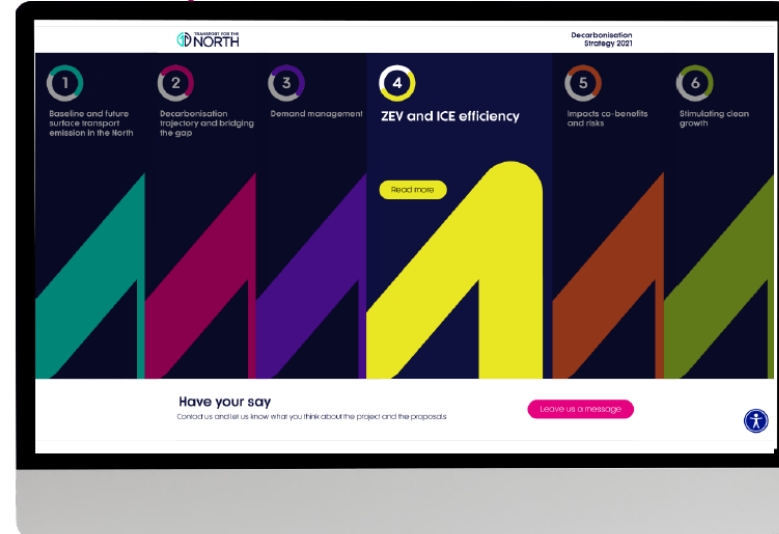 TRANSPORT FOR THE
NORTH
Decarbonisation
Strategy 2021
1
Baseline and future
surface transport
emission in the North
2
Decarbonisation
trajectory and bridging
the gap
3
Demand management
4
ZEV and ICE efficiency
Read more
5
Impacts co-benefits
and risks
6
Stimulating clean
growth
Have your say
Contact us and let us know what you think about the project and the proposals
Leave us a message